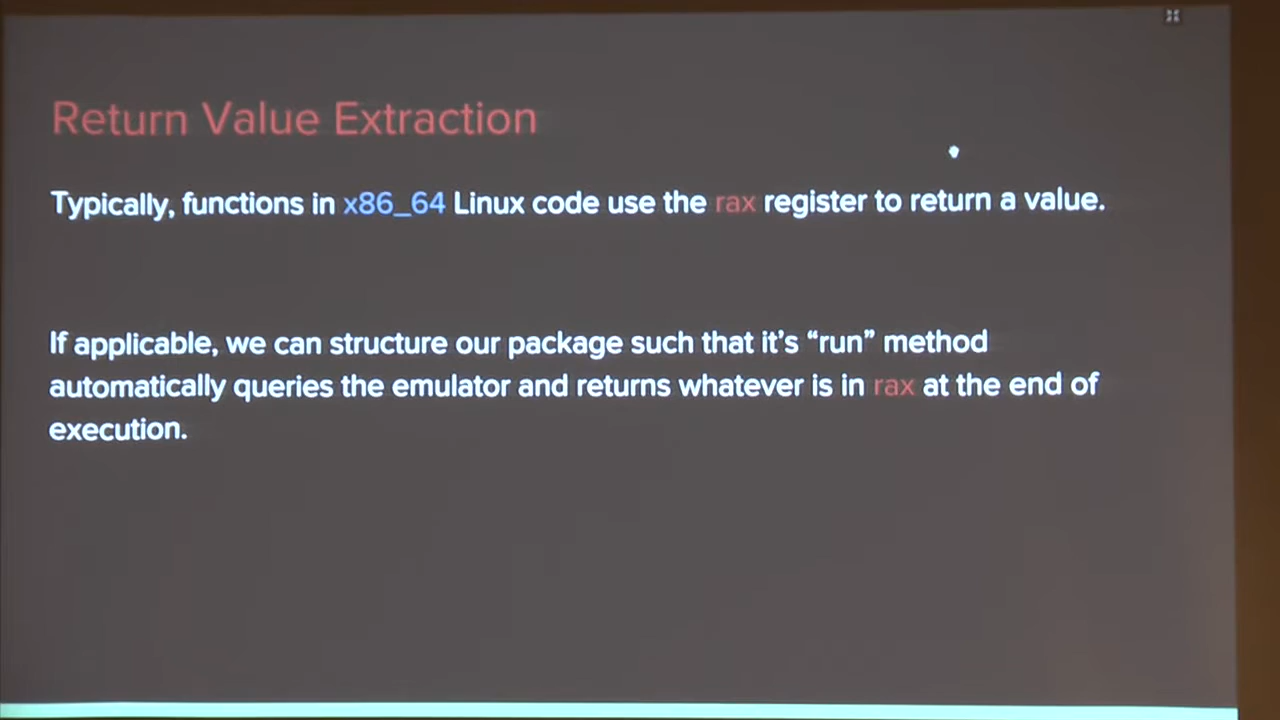 Return Value Extraction
Typically, functions in x86_64 Linux code use the rax register to return a value.
If applicable, we can structure our package such that it's “run” method
automatically queries the emulator and returns whatever is in rax at the end of
execution.